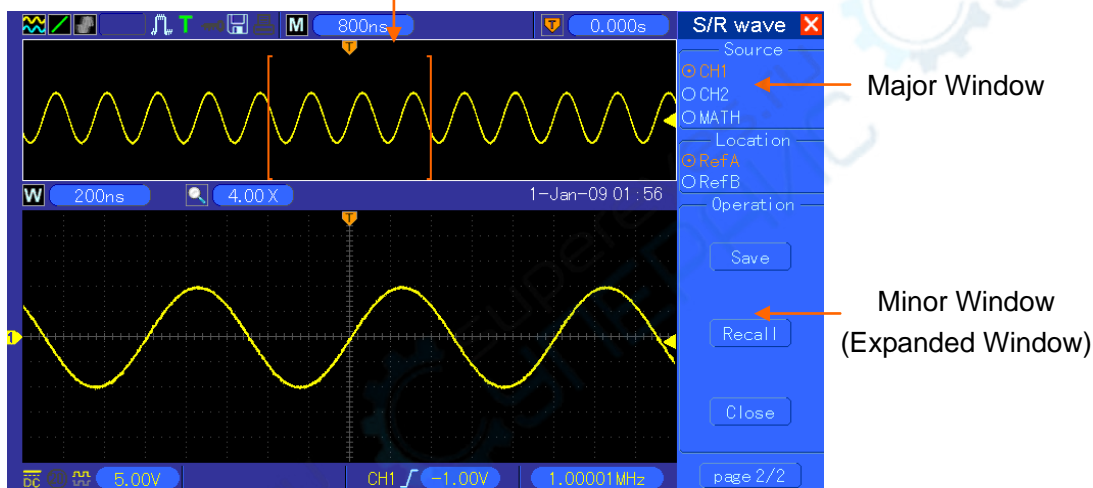 T M 800ns T 0.000s S/R wave
T
Source
CH1
CH2
MATH
Major Window
Location
RefA
RefB
W 200ns 4.00X 1-Jan-09 01:56
Operation
T
Save
Minor Window
(Expanded Window)
1
Recall
Close
DC 5.00V CH1 -1.00V 1.00001MHz page 2/2